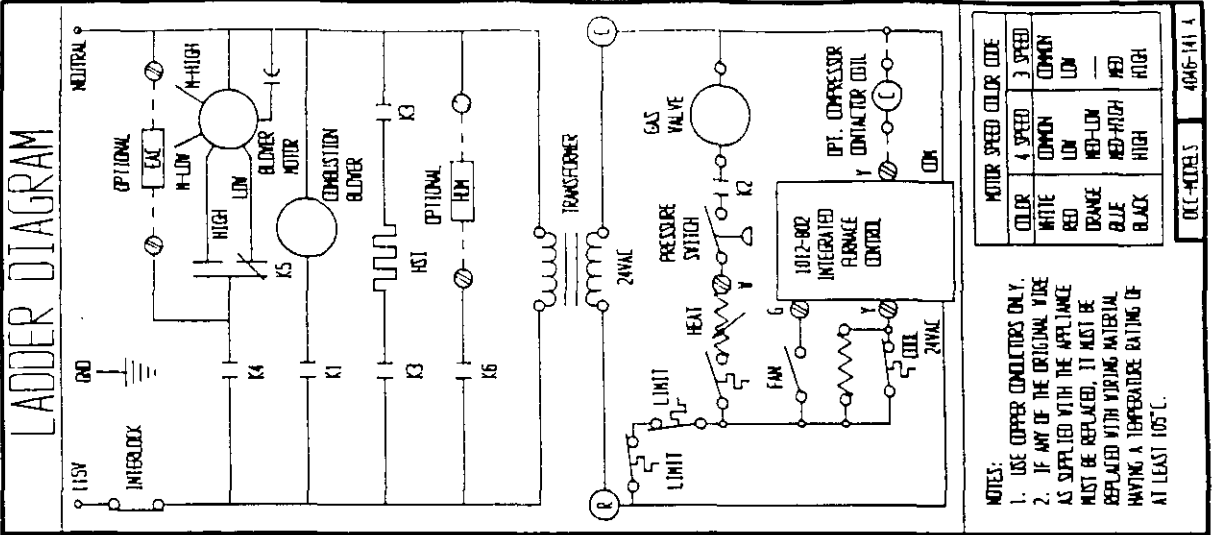 LADDER DIAGRAM
115V
GND
NEUTRAL
INTERLOCK
OPTIONAL
EAC
M-LOW
M-HIGH
HIGH
LOW
K4
K5
BLOWER
MOTOR
K1
COMBUSTION
BLOWER
K3
HSI
K3
OPTIONAL
K6
HUM
TRANSFORMER
24VAC
R
C
LIMIT
LIMIT
HEAT
W
PRESSURE
SWITCH
K2
GAS
VALVE
FAN
G
1012-802
INTEGRATED
FURNACE
CONTROL
Y
COOL
24VAC
Y
COM
OPT. COMPRESSOR
CONTACTOR COIL
C
NOTES:
1. USE COPPER CONDUCTORS ONLY.
2. IF ANY OF THE ORIGINAL WIRE
AS SUPPLIED WITH THE APPLIANCE
MUST BE REPLACED, IT MUST BE
REPLACED WITH WIRING MATERIAL
HAVING A TEMPERATURE RATING OF
AT LEAST 105°C.
MOTOR SPEED COLOR CODE
COLOR 4 SPEED 3 SPEED
WHITE COMMON COMMON
RED LOW LOW
ORANGE MED-LOW —
BLUE MED-HIGH MED
BLACK HIGH HIGH
4046-141 A